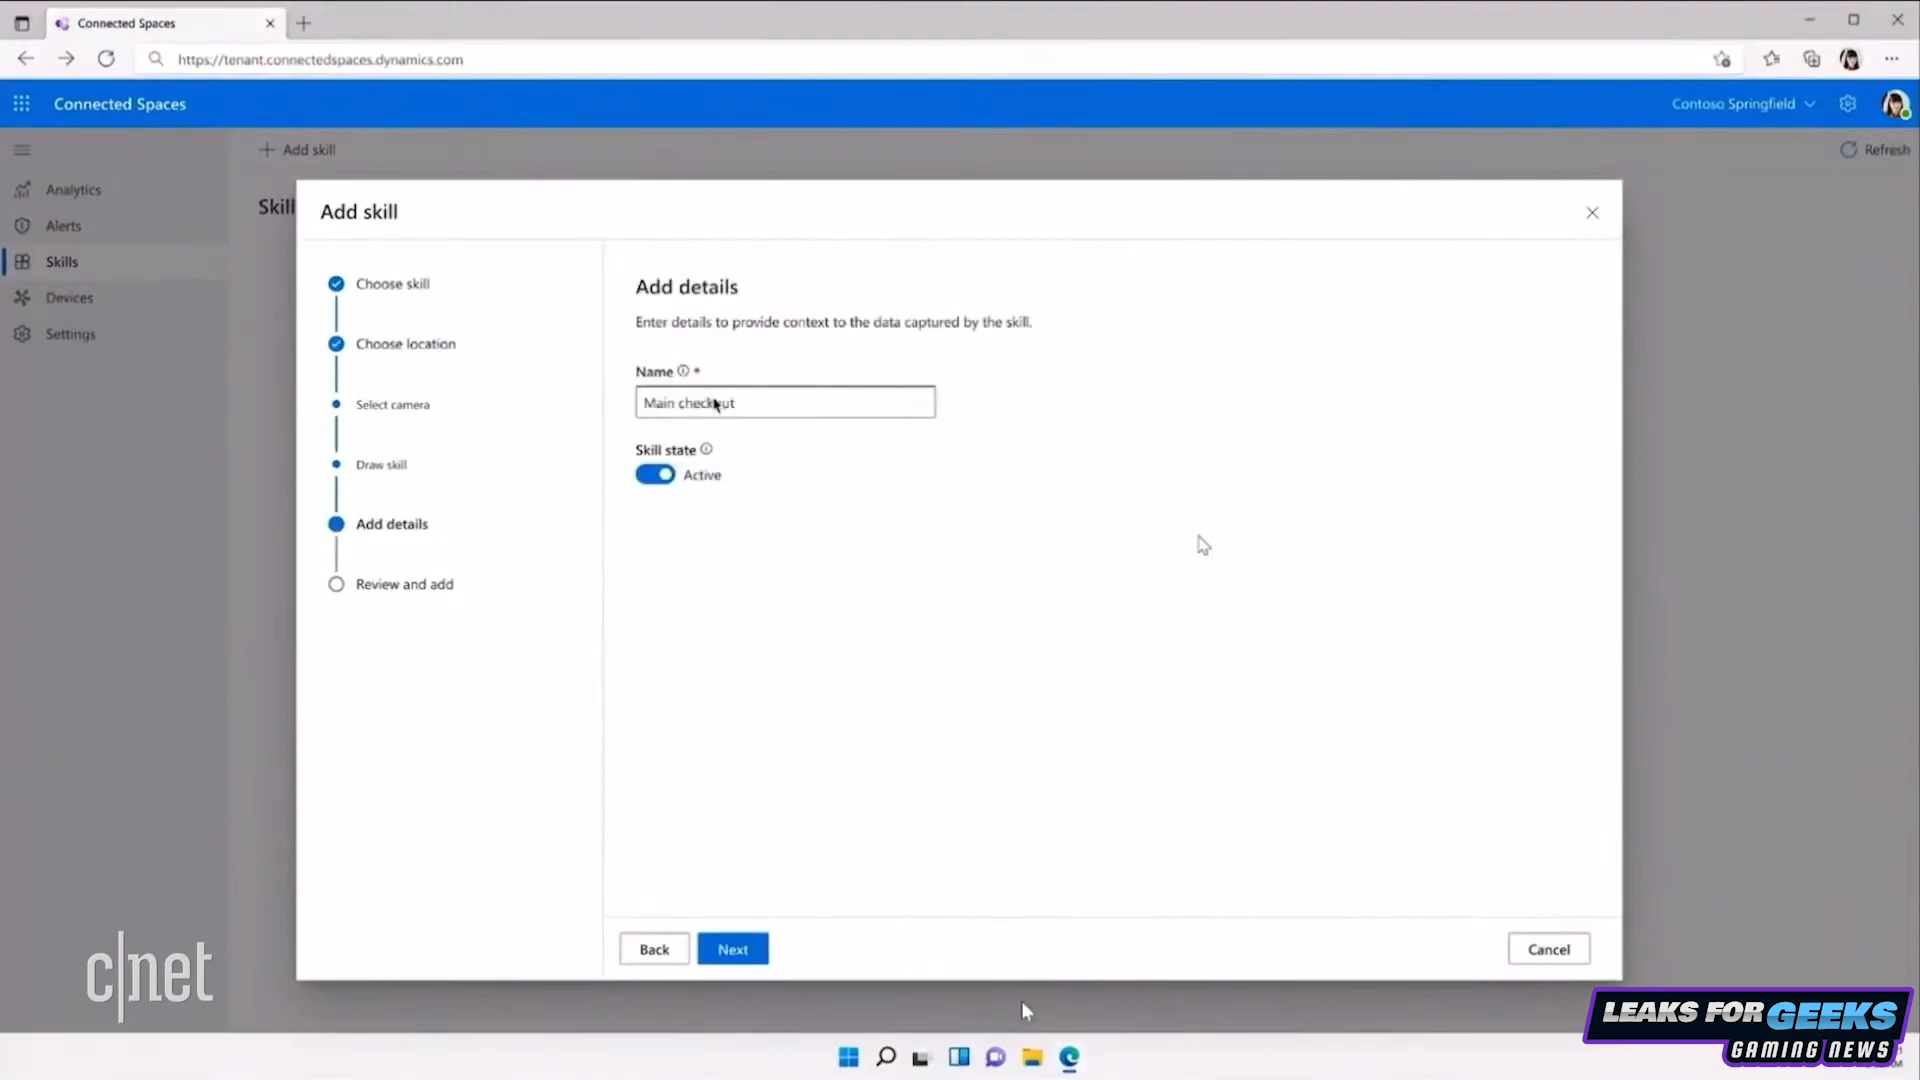 Connected Spaces
https://tenant.connectedspaces.dynamics.com
Connected Spaces
Contoso Springfield
Add skill
Refresh
Analytics
Alerts
Skills
Devices
Settings
Skill
Add skill
Choose skill
Choose location
Select camera
Draw skill
Add details
Review and add
Add details
Enter details to provide context to the data captured by the skill.
Name *
Main checkout
Skill state
Active
Back
Next
Cancel
c|net
LEAKS FOR GEEKS
GAMING NEWS